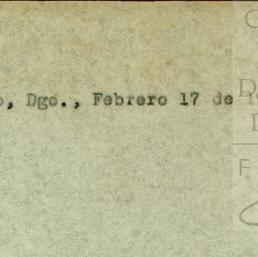 o, Dgo., Febrero 17 de